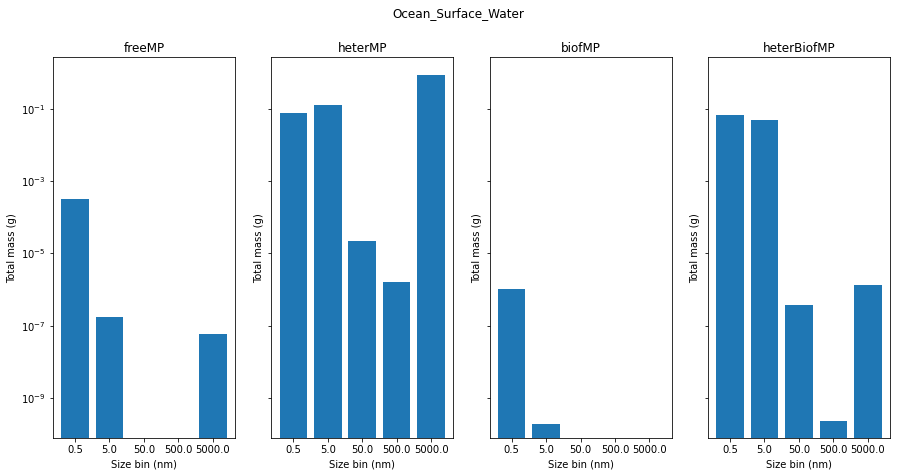 Ocean_Surface_Water
freeMP
heterMP
biofMP
heterBiofMP
Total mass (g)
10⁻¹
10⁻³
10⁻⁵
10⁻⁷
10⁻⁹
0.5 5.0 50.0 500.0 5000.0
Size bin (nm)
Total mass (g)
0.5 5.0 50.0 500.0 5000.0
Size bin (nm)
Total mass (g)
0.5 5.0 50.0 500.0 5000.0
Size bin (nm)
Total mass (g)
0.5 5.0 50.0 500.0 5000.0
Size bin (nm)